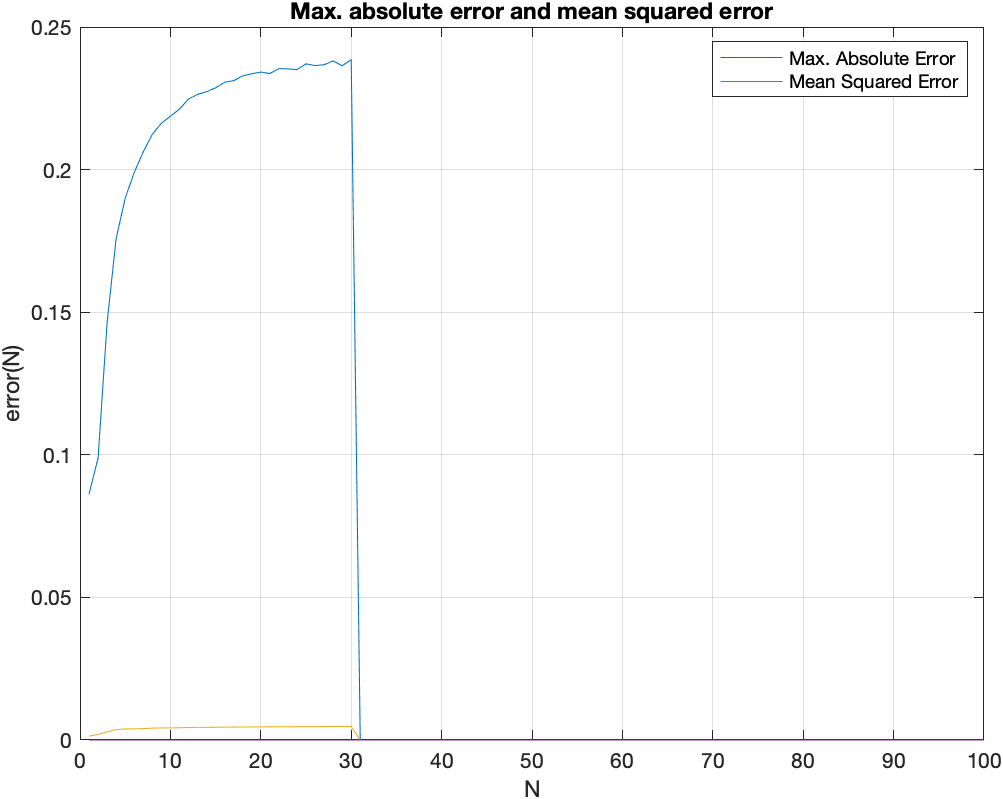 Max. absolute error and mean squared error
Max. Absolute Error
Mean Squared Error
error(N)
0.25
0.2
0.15
0.1
0.05
0
0 10 20 30 40 50 60 70 80 90 100
N